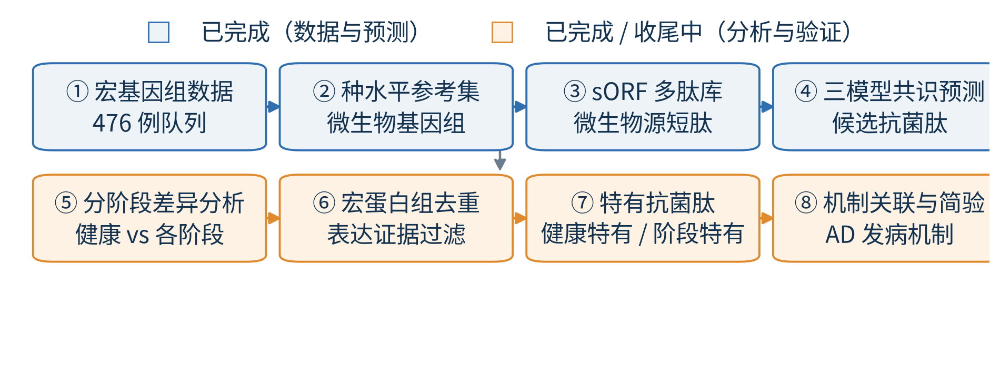 已完成（数据与预测）
已完成 / 收尾中（分析与验证）
① 宏基因组数据
476 例队列
② 种水平参考集
微生物基因组
③ sORF 多肽库
微生物源短肽
④ 三模型共识预测
候选抗菌肽
⑤ 分阶段差异分析
健康 vs 各阶段
⑥ 宏蛋白组去重
表达证据过滤
⑦ 特有抗菌肽
健康特有 / 阶段特有
⑧ 机制关联与简验
AD 发病机制